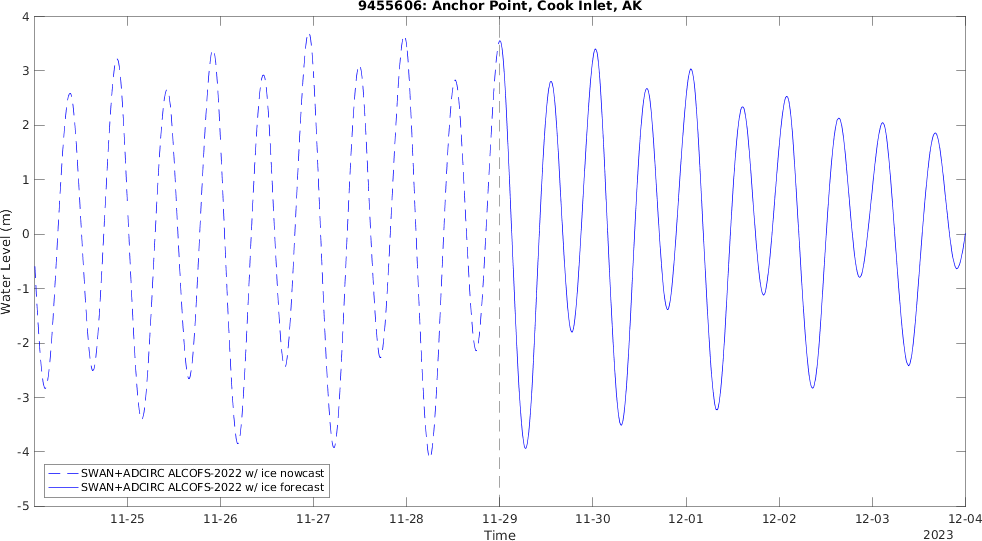 9455606: Anchor Point, Cook Inlet, AK
4
3
2
1
0
-1
-2
-3
-4
-5
Water Level (m)
SWAN+ADCIRC ALCOFS-2022 w/ ice nowcast
SWAN+ADCIRC ALCOFS-2022 w/ ice forecast
11-25 11-26 11-27 11-28 11-29 11-30 12-01 12-02 12-03 12-04
Time
2023